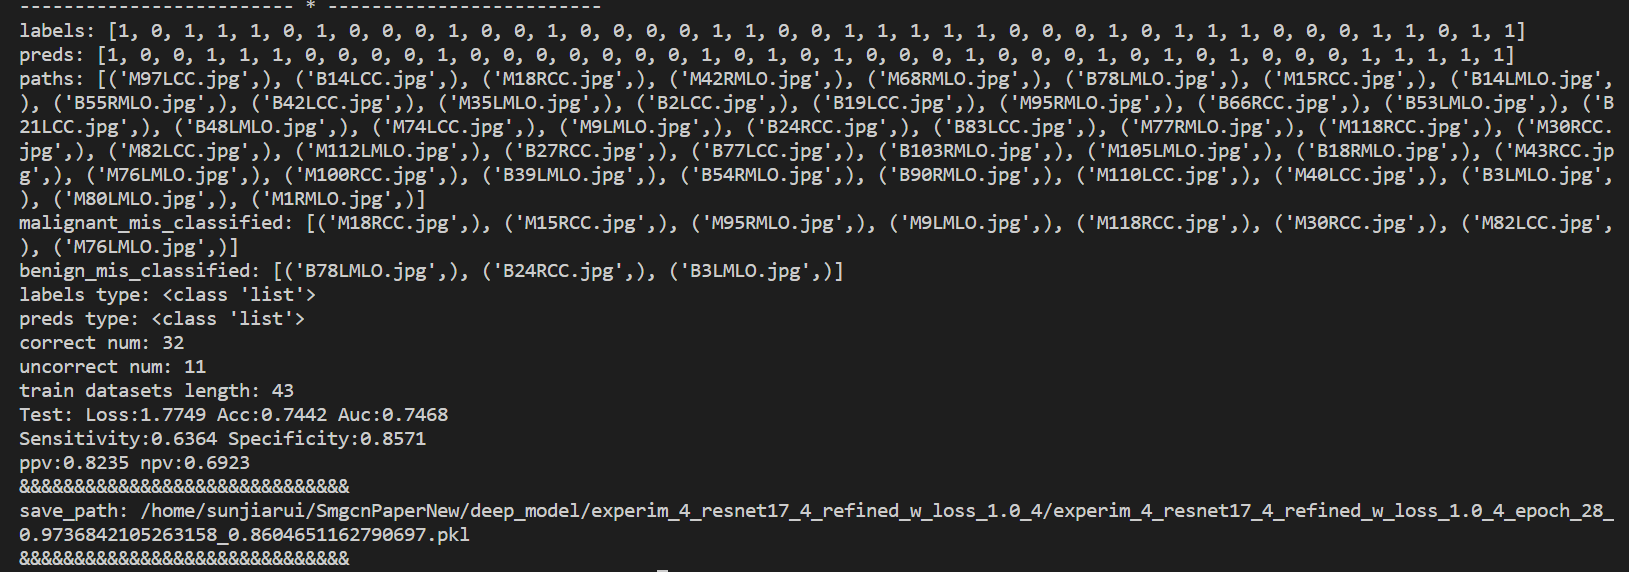 ------------------------- * -------------------------
labels: [1, 0, 1, 1, 1, 0, 1, 0, 0, 0, 1, 0, 0, 1, 0, 0, 0, 0, 1, 1, 0, 0, 1, 1, 1, 1, 1, 0, 0, 0, 1, 0, 1, 1, 1, 0, 0, 0, 1, 1, 0, 1, 1]
preds: [1, 0, 0, 1, 1, 1, 0, 0, 0, 0, 0, 1, 0, 0, 0, 0, 0, 0, 1, 0, 1, 0, 1, 0, 0, 0, 1, 0, 0, 0, 1, 0, 1, 0, 1, 0, 0, 0, 1, 1, 1, 1, 1]
paths: [('M97LCC.jpg',), ('B14LCC.jpg',), ('M18RCC.jpg',), ('M42RMLO.jpg',), ('M68RMLO.jpg',), ('B78LMLO.jpg',), ('M15RCC.jpg',), ('B14LMLO.jpg',
), ('B55RMLO.jpg',), ('B42LCC.jpg',), ('M35LMLO.jpg',), ('B2LCC.jpg',), ('B19LCC.jpg',), ('M95RMLO.jpg',), ('B66RCC.jpg',), ('B53LMLO.jpg',), ('B
21LCC.jpg',), ('B48LMLO.jpg',), ('M74LCC.jpg',), ('M9LMLO.jpg',), ('B24RCC.jpg',), ('B83LCC.jpg',), ('M77RMLO.jpg',), ('M118RCC.jpg',), ('M30RCC.
jpg',), ('M82LCC.jpg',), ('M112LMLO.jpg',), ('B27RCC.jpg',), ('B77LCC.jpg',), ('B103RMLO.jpg',), ('M105LMLO.jpg',), ('B18RMLO.jpg',), ('M43RCC.jp
g',), ('M76LMLO.jpg',), ('M100RCC.jpg',), ('B39LMLO.jpg',), ('B54RMLO.jpg',), ('B90RMLO.jpg',), ('M110LCC.jpg',), ('M40LCC.jpg',), ('B3LMLO.jpg',
), ('M80LMLO.jpg',), ('M1RMLO.jpg',)]
malignant_mis_classified: [('M18RCC.jpg',), ('M15RCC.jpg',), ('M95RMLO.jpg',), ('M9LMLO.jpg',), ('M118RCC.jpg',), ('M30RCC.jpg',), ('M82LCC.jpg',
), ('M76LMLO.jpg',)]
benign_mis_classified: [('B78LMLO.jpg',), ('B24RCC.jpg',), ('B3LMLO.jpg',)]
labels type: <class 'list'>
preds type: <class 'list'>
correct num: 32
uncorrect num: 11
train datasets length: 43
Test: Loss:1.7749 Acc:0.7442 Auc:0.7468
Sensitivity:0.6364 Specificity:0.8571
ppv:0.8235 npv:0.6923
&&&&&&&&&&&&&&&&&&&&&&&&&&&&&&
save_path: /home/sunjiarui/SmgcnPaperNew/deep_model/experim_4_resnet17_4_refined_w_loss_1.0_4/experim_4_resnet17_4_refined_w_loss_1.0_4_epoch_28_
0.9736842105263158_0.8604651162790697.pkl
&&&&&&&&&&&&&&&&&&&&&&&&&&&&&&